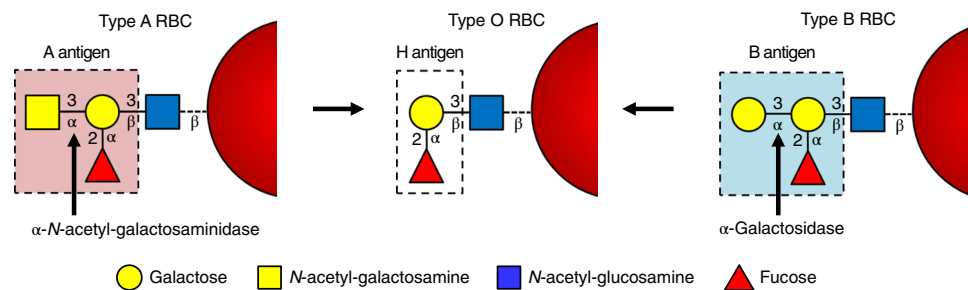 Type A RBC
Type O RBC
Type B RBC
A antigen
H antigen
B antigen
3 3
α β β
2 α
3
β β
2 α
3 3
α β β
2 α
α-N-acetyl-galactosaminidase
α-Galactosidase
Galactose
N-acetyl-galactosamine
N-acetyl-glucosamine
Fucose